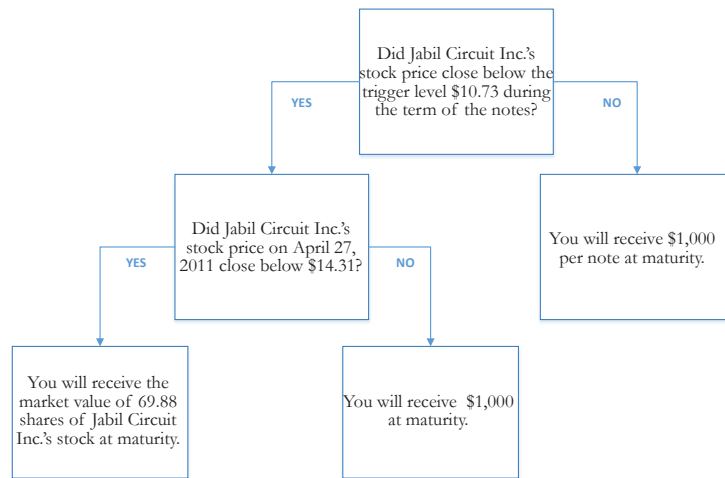 Did Jabil Circuit Inc.'s
stock price close below the
trigger level $10.73 during
the term of the notes?
YES
NO
Did Jabil Circuit Inc.'s
stock price on April 27,
2011 close below $14.31?
You will receive $1,000
per note at maturity.
YES
NO
You will receive the
market value of 69.88
shares of Jabil Circuit
Inc.'s stock at maturity.
You will receive $1,000
at maturity.